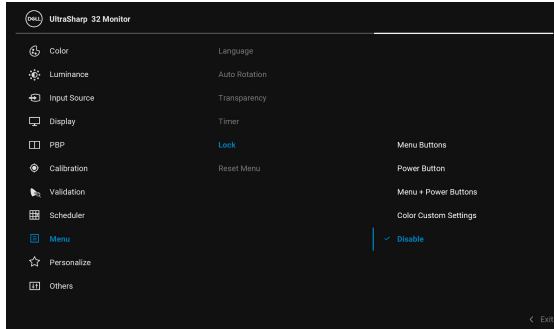 DELL UltraSharp 32 Monitor
Color
Luminance
Input Source
Display
PBP
Calibration
Validation
Scheduler
Menu
Personalize
Others
Language
Auto Rotation
Transparency
Timer
Lock
Reset Menu
Menu Buttons
Power Button
Menu + Power Buttons
Color Custom Settings
Disable
Exit